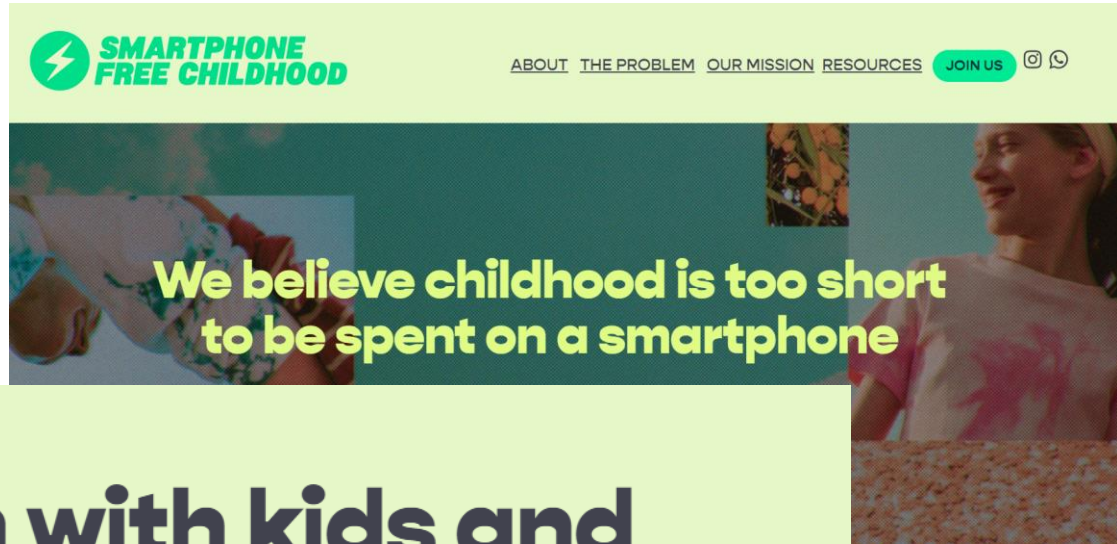 SMARTPHONE
FREE CHILDHOOD
ABOUT THE PROBLEM OUR MISSION RESOURCES JOIN US
We believe childhood is too short
to be spent on a smartphone
with kids and